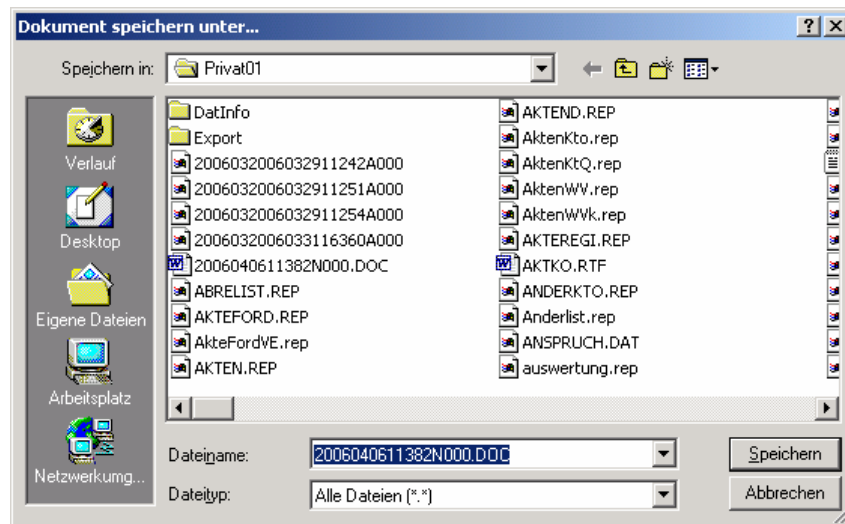 Dokument speichern unter...
Speichern in:
Privat01
Verlauf
Desktop
Eigene Dateien
Arbeitsplatz
Netzwerkumg...
DatInfo
Export
2006032006032911242A000
2006032006032911251A000
2006032006032911254A000
2006032006033116360A000
2006040611382N000.DOC
ABRELIST.REP
AKTEFORD.REP
AkteFordVE.rep
AKTEN.REP
AKTEND.REP
AktenKto.rep
AktenKtQ.rep
AktenWV.rep
AktenWVk.rep
AKTEREGI.REP
AKTKO.RTF
ANDERKTO.REP
Anderlist.rep
ANSPRUCH.DAT
auswertung.rep
Dateiname:
2006040611382N000.DOC
Speichern
Dateityp:
Alle Dateien (*.*)
Abbrechen